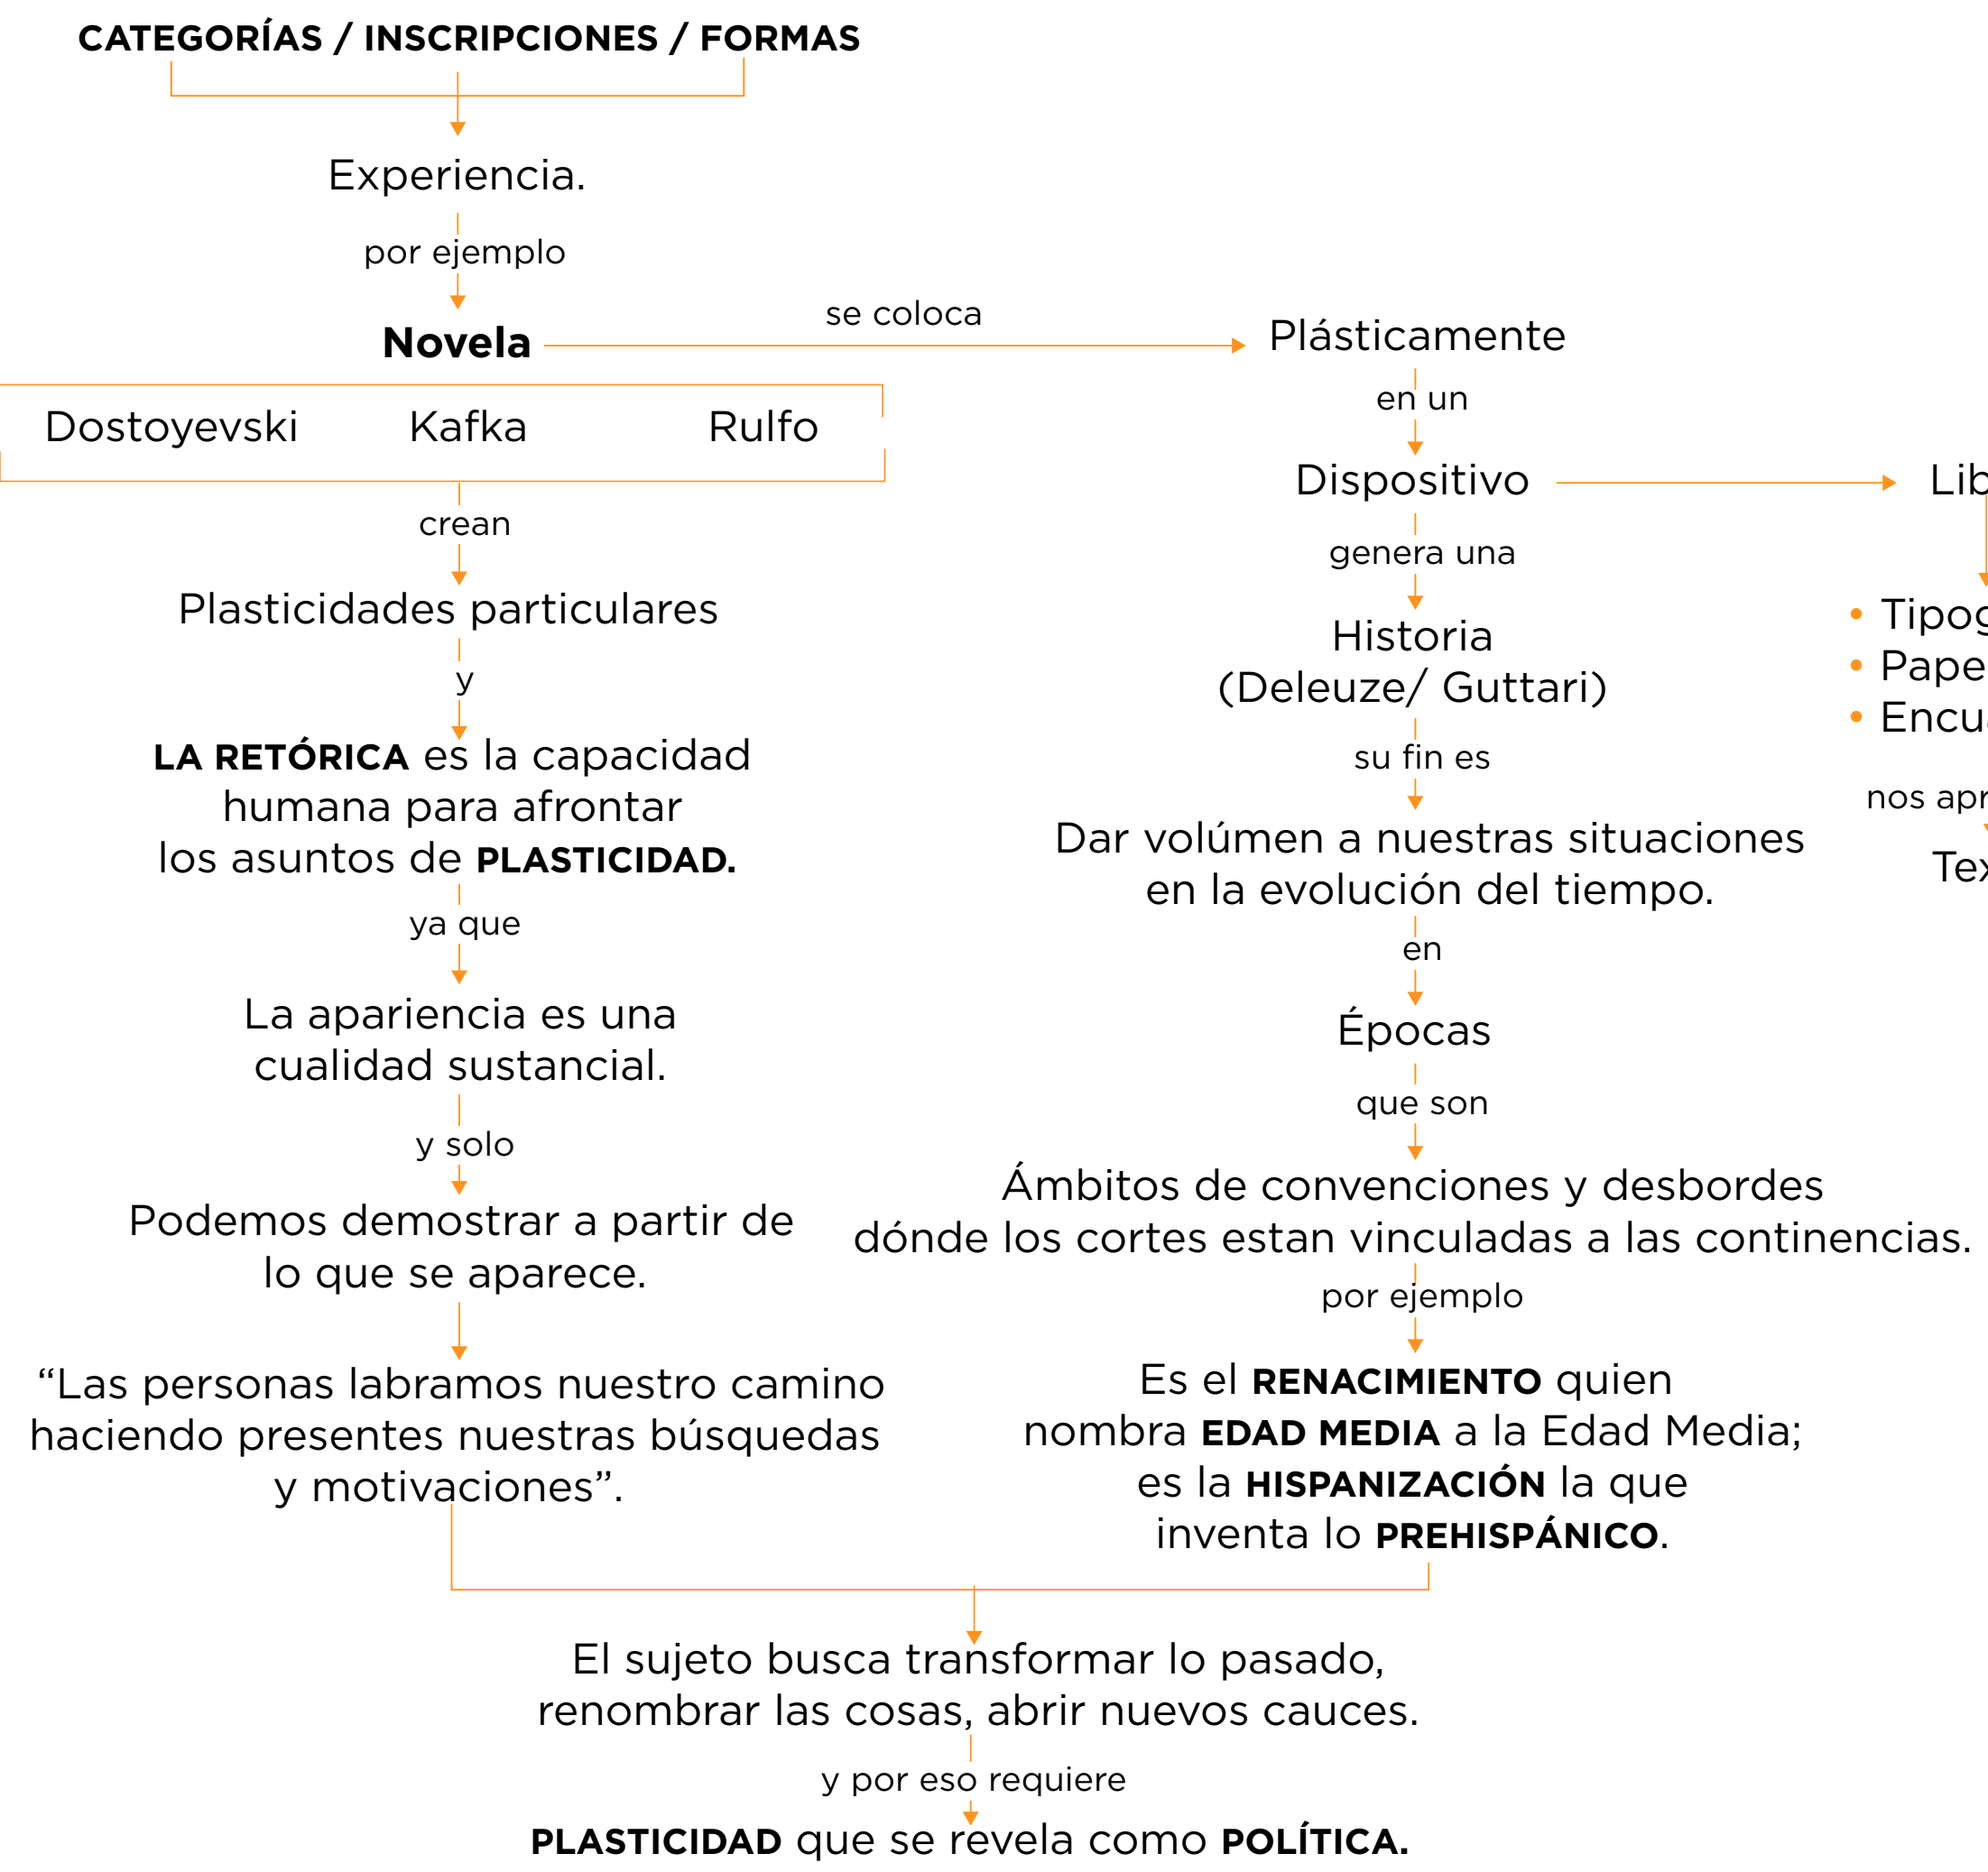 CATEGORÍAS / INSCRIPCIONES / FORMAS
Experiencia.
por ejemplo
Novela
Dostoyevski Kafka Rulfo
crean
Plasticidades particulares
y
LA RETÓRICA es la capacidad
humana para afrontar
los asuntos de PLASTICIDAD.
ya que
La apariencia es una
cualidad sustancial.
y solo
Podemos demostrar a partir de
lo que se aparece.
“Las personas labramos nuestro camino
haciendo presentes nuestras búsquedas
y motivaciones”.
se coloca
Plásticamente
en un
Dispositivo
genera una
Historia
(Deleuze/ Guttari)
su fin es
Dar volúmen a nuestras situaciones
en la evolución del tiempo.
en
Épocas
que son
Ámbitos de convenciones y desbordes
dónde los cortes estan vinculadas a las continencias.
por ejemplo
Es el RENACIMIENTO quien
nombra EDAD MEDIA a la Edad Media;
es la HISPANIZACIÓN la que
inventa lo PREHISPÁNICO.
nos
El sujeto busca transformar lo pasado,
renombrar las cosas, abrir nuevos cauces.
y por eso requiere
PLASTICIDAD que se revela como POLÍTICA.